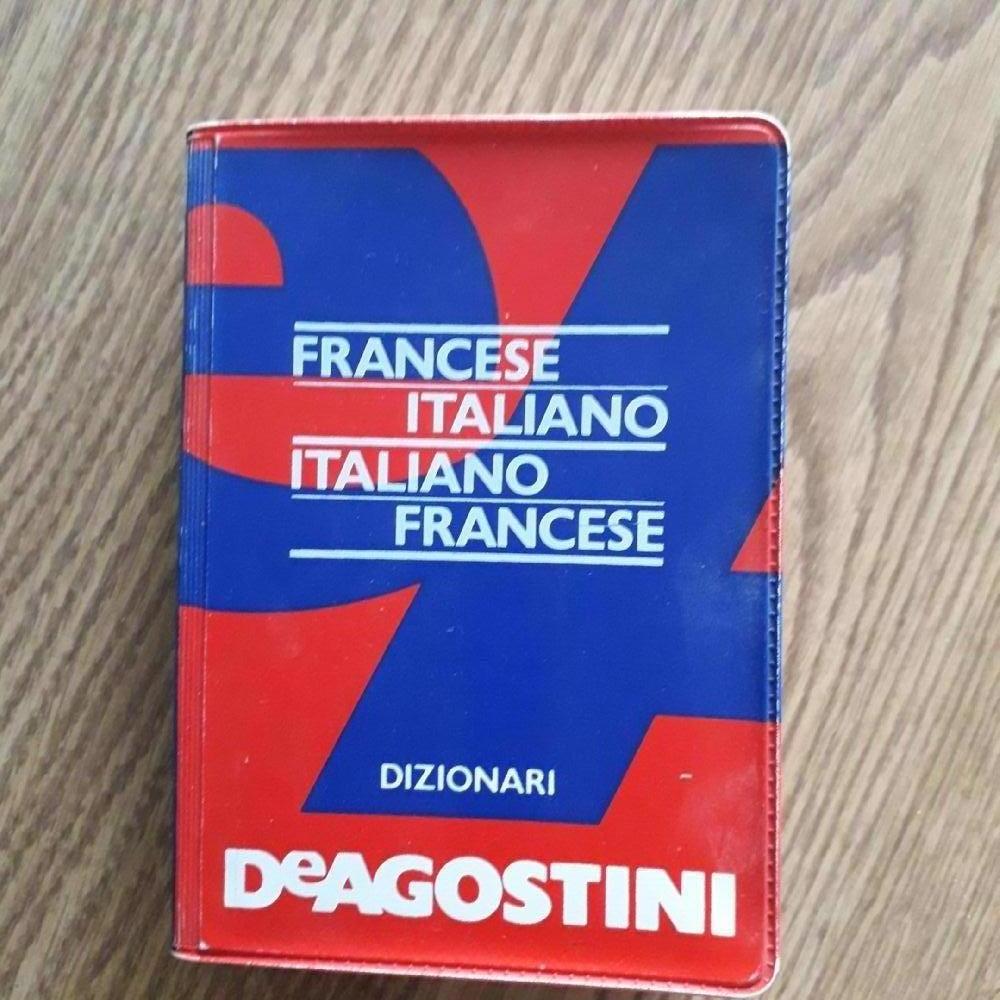 FRANCESE
ITALIANO
ITALIANO
FRANCESE
DIZIONARI
DeAGOSTINI